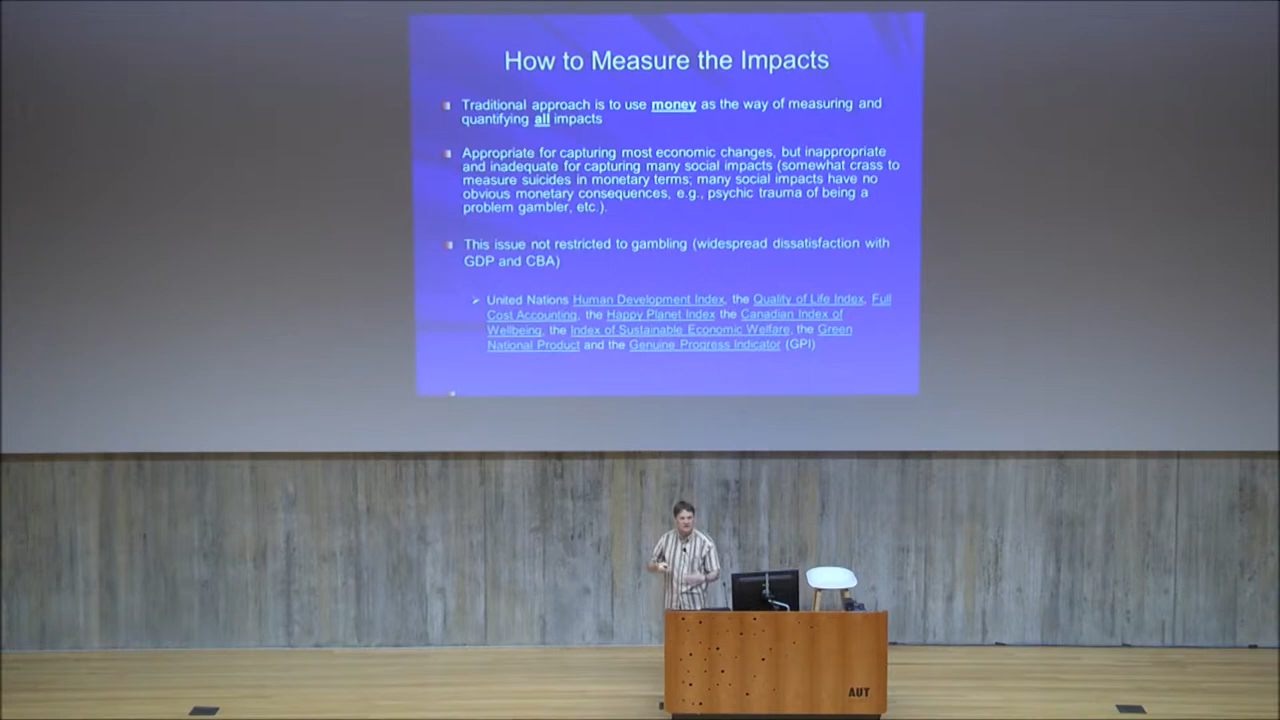 How to Measure the Impacts
Traditional approach is to use money as the way of measuring and
quantifying all impacts
Appropriate for capturing most economic changes, but inappropriate
and inadequate for capturing many social impacts (somewhat crass to
measure suicides in monetary terms; many social impacts have no
obvious monetary consequences, e.g., psychic trauma of being a
problem gambler, etc.).
This issue not restricted to gambling (widespread dissatisfaction with
GDP and CBA)
United Nations Human Development Index, the Quality of Life Index, Full
Cost Accounting, the Happy Planet Index the Canadian Index of
Wellbeing, the Index of Sustainable Economic Welfare, the Green
National Product and the Genuine Progress Indicator (GPI)
AUT